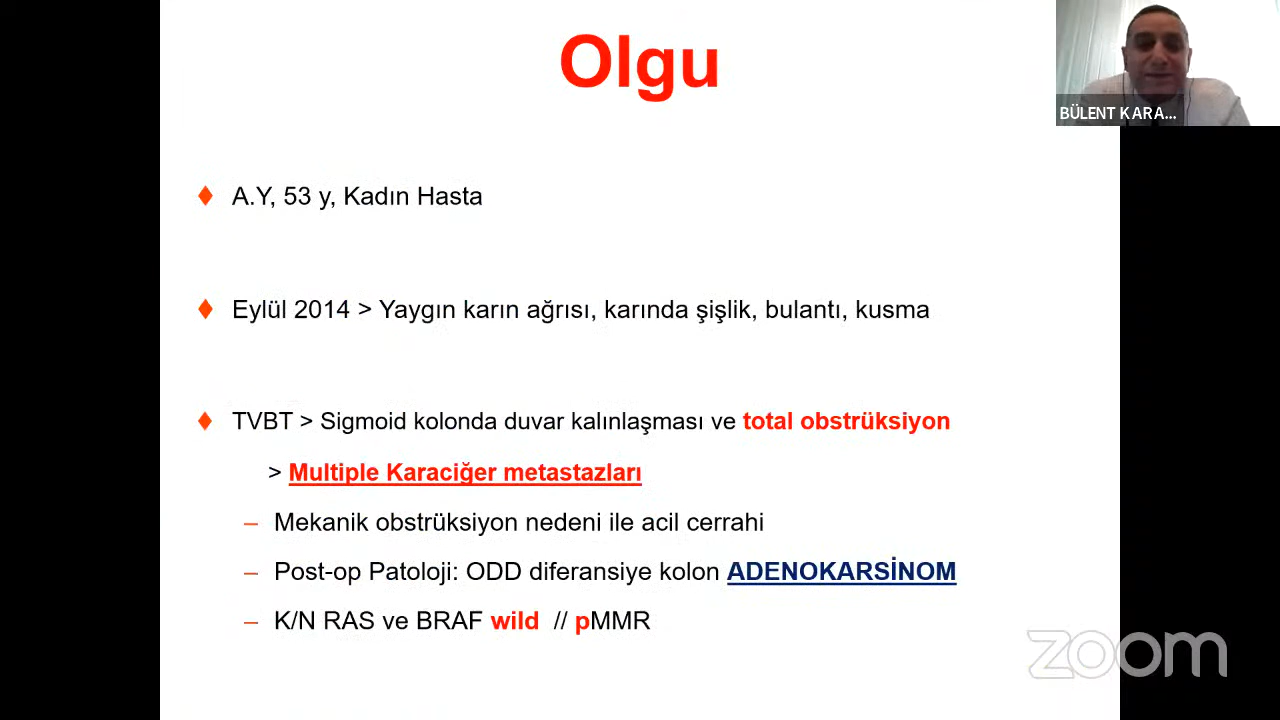 Olgu
BÜLENT KARA...
A.Y, 53 y, Kadın Hasta
Eylül 2014 > Yaygın karın ağrısı, karında şişlik, bulantı, kusma
TVBT > Sigmoid kolonda duvar kalınlaşması ve total obstrüksiyon
> Multiple Karaciğer metastazları
– Mekanik obstrüksiyon nedeni ile acil cerrahi
– Post-op Patoloji: ODD diferansiye kolon ADENOKARSİNOM
– K/N RAS ve BRAF wild // pMMR
zoom